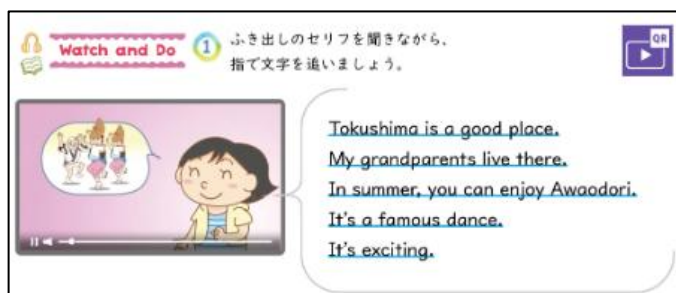 Watch and Do
1
ふき出しのセリフを聞きながら、
指で文字を追いましょう。
QR
Tokushima is a good place.
My grandparents live there.
In summer, you can enjoy Awaodori.
It's a famous dance.
It's exciting.